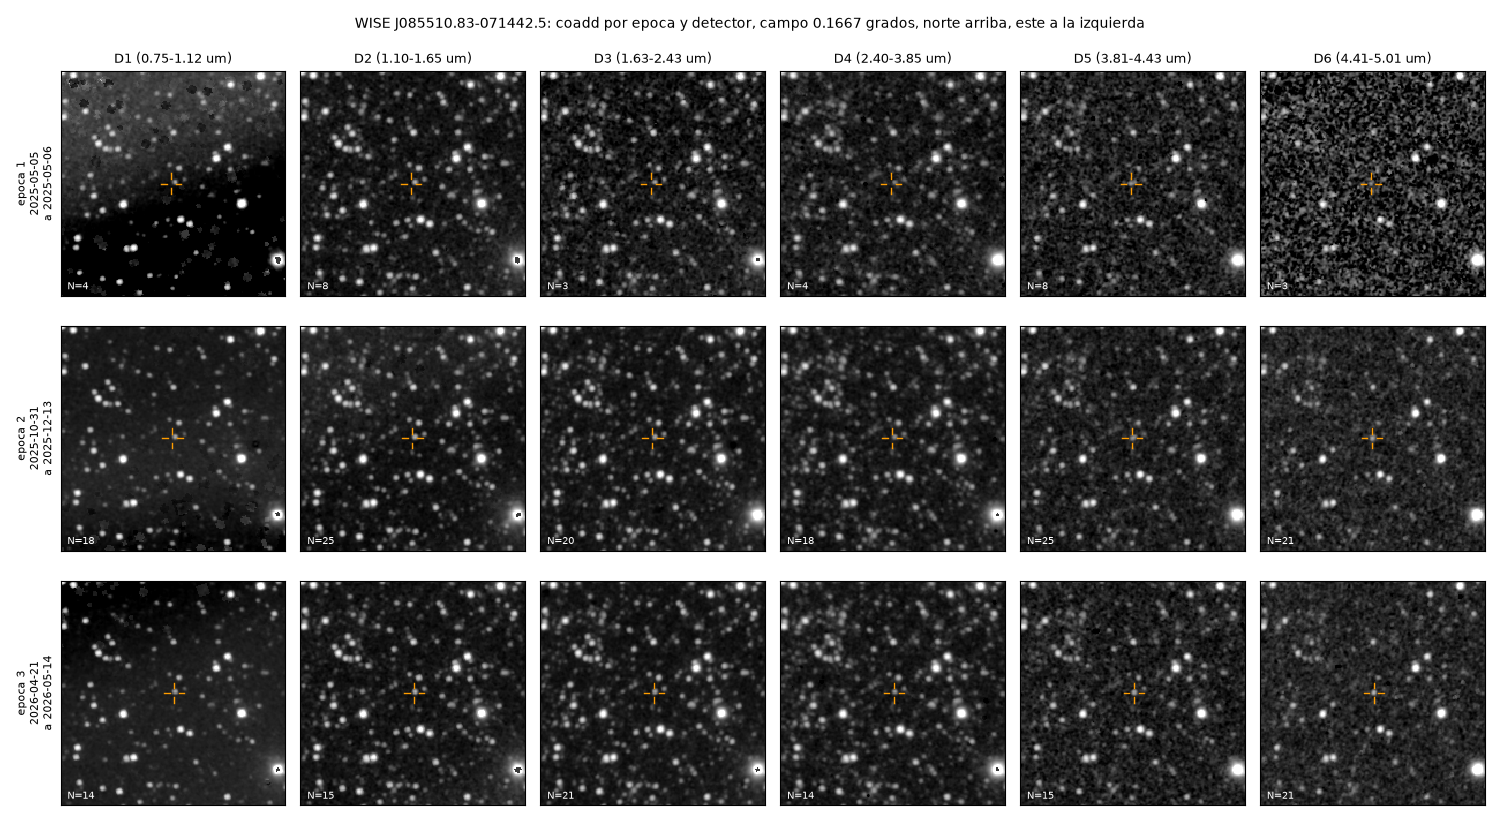 WISE J085510.83-071442.5: coadd por epoca y detector, campo 0.1667 grados, norte arriba, este a la izquierda
D1 (0.75-1.12 um)
D2 (1.10-1.65 um)
D3 (1.63-2.43 um)
D4 (2.40-3.85 um)
D5 (3.81-4.43 um)
D6 (4.41-5.01 um)
epoca 1
2025-05-05
a 2025-05-06
N=4
N=8
N=3
N=4
N=8
N=3
epoca 2
2025-10-31
a 2025-12-13
N=18
N=25
N=20
N=18
N=25
N=21
epoca 3
2026-04-21
a 2026-05-14
N=14
N=15
N=21
N=14
N=15
N=21